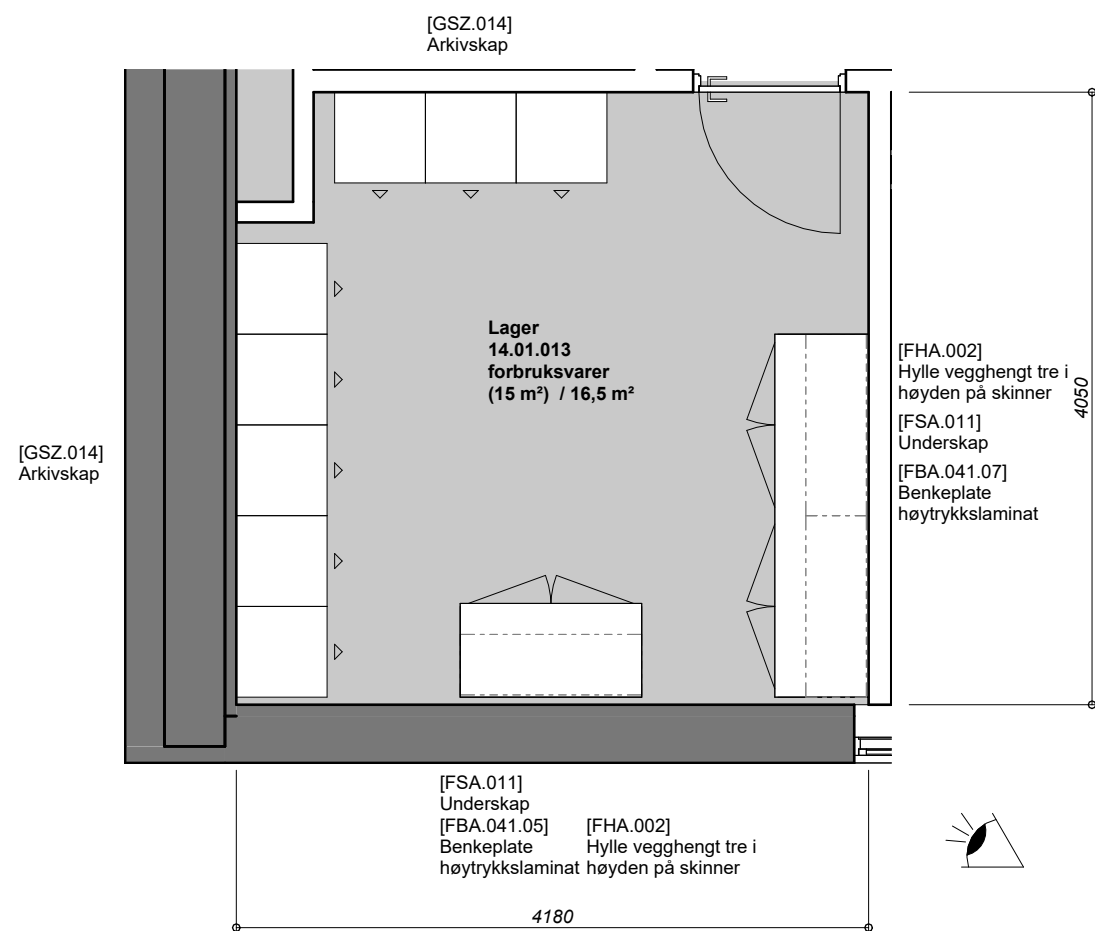 [GSZ.014]
Arkivskap
Lager
14.01.013
forbruksvarer
(15 m²) / 16,5 m²
[FHA.002]
Hylle vegghengt tre i
høyden på skinner
[FSA.011]
Underskap
[FBA.041.07]
Benkeplate
høytrykkslaminat
4050
[GSZ.014]
Arkivskap
[FSA.011]
Underskap
[FBA.041.05]
Benkeplate
høytrykkslaminat
[FHA.002]
Hylle vegghengt tre i
høyden på skinner
4180